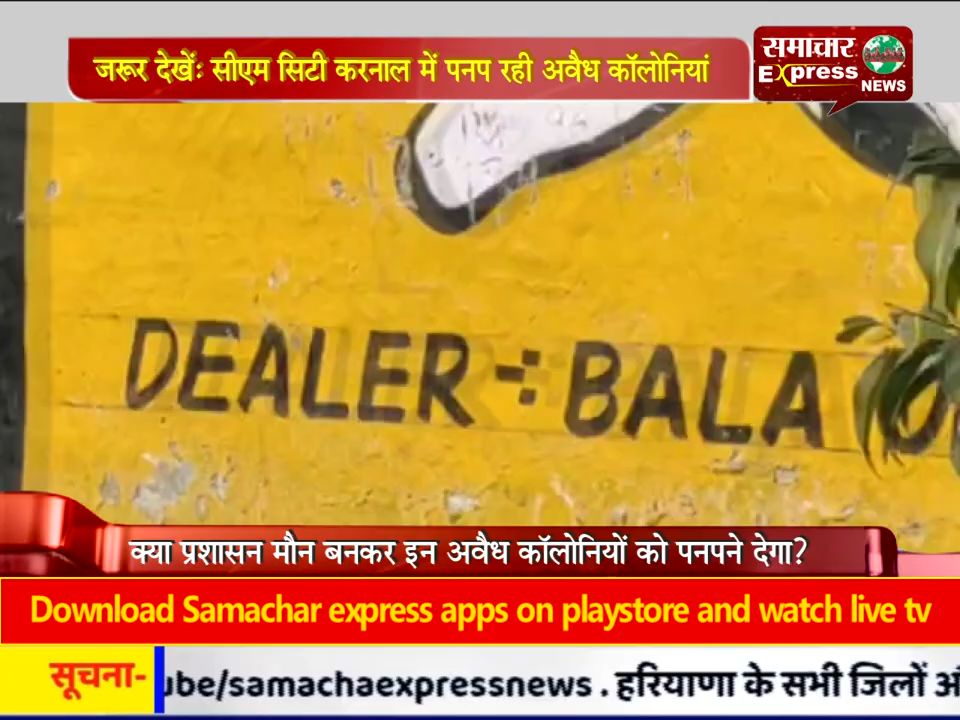 जरूर देखेंः सीएम सिटी करनाल में पनप रही अवैध कॉलोनियां
समाचार
Express
NEWS
DEALER÷BALA
क्या प्रशासन मौन बनकर इन अवैध कॉलोनियों को पनपने देगा?
Download Samachar express apps on playstore and watch live tv
सूचना- ube/samachaexpressnews . हरियाणा के सभी जिलों